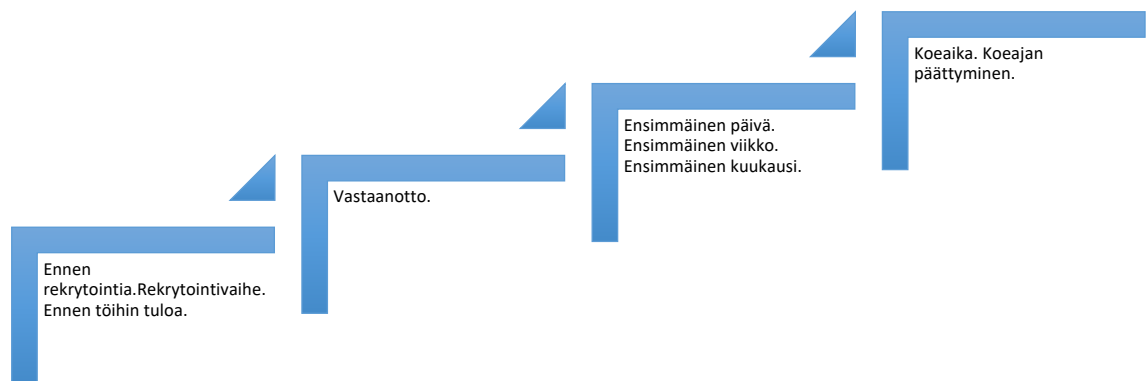 Ennen
rekrytointia.Rekrytointivaihe.
Ennen töihin tuloa.
Vastaanotto.
Ensimmäinen päivä.
Ensimmäinen viikko.
Ensimmäinen kuukausi.
Koeaika. Koeajan
päättyminen.